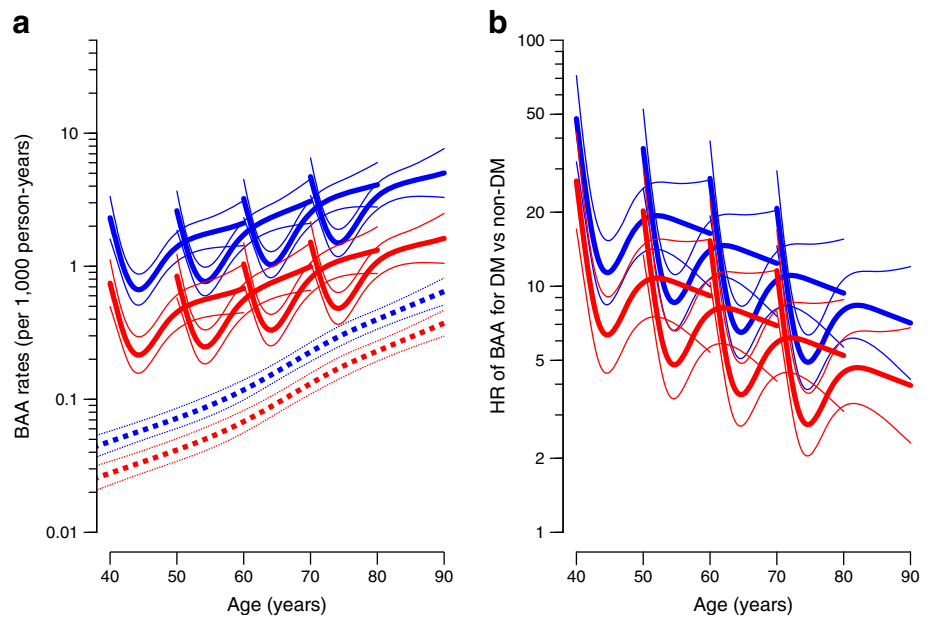 a
BAA rates (per 1,000 person-years)
10
1
0.1
0.01
40 50 60 70 80 90
Age (years)
b
HR of BAA for DM vs non-DM
100
50
20
10
5
2
1
40 50 60 70 80 90
Age (years)